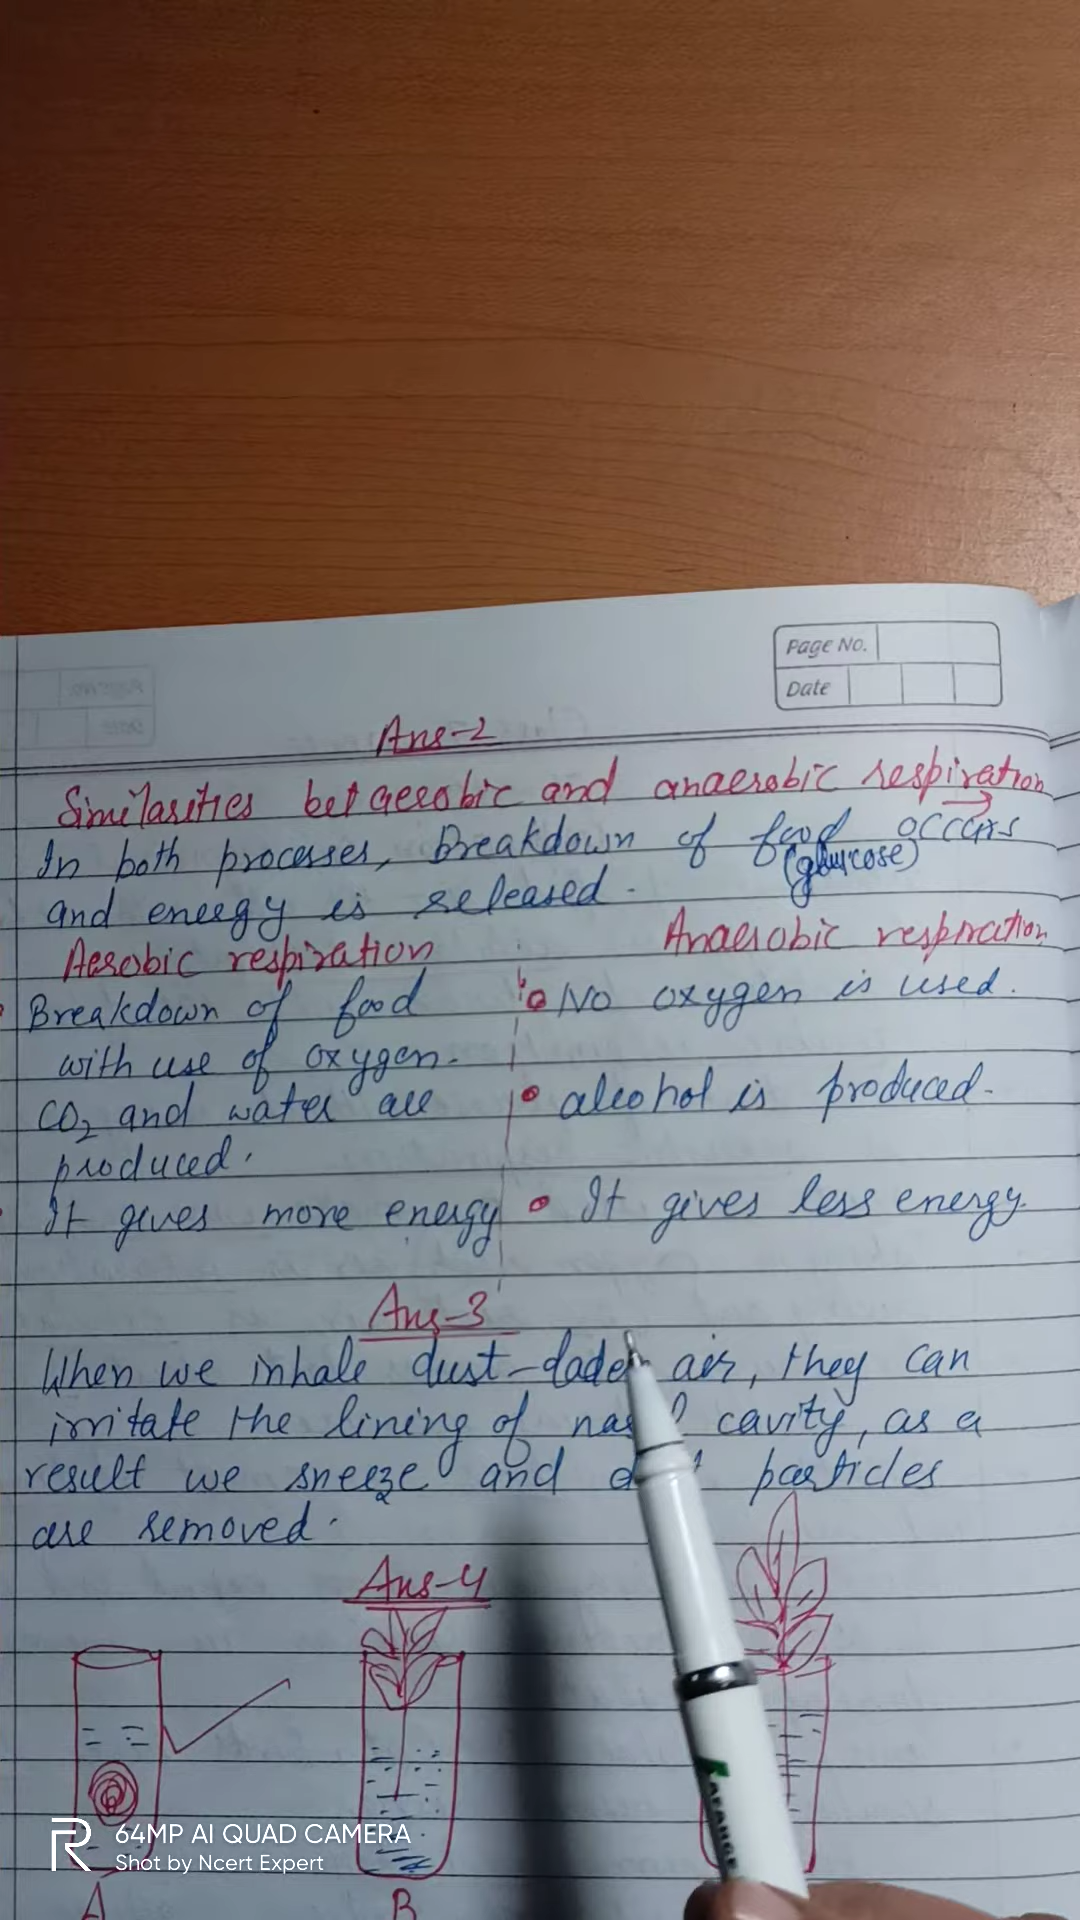 Page No.
Date
Ans-2
Similarities bet aerobic and anaerobic respiration
In both processes, Breakdown of food occurs
(glucose)
and energy is released.
Aerobic respiration Anaerobic respiration
Breakdown of food • No oxygen is used.
with use of oxygen.
CO₂ and water are • alcohol is produced.
produced.
It gives more energy • It gives less energy.
Ans-3
When we inhale dust-laden air, they can
irritate the lining of cavity, as a
result we sneeze and particles
are removed.
Ans-4
A B
64MP AI QUAD CAMERA
Shot by Ncert Expert